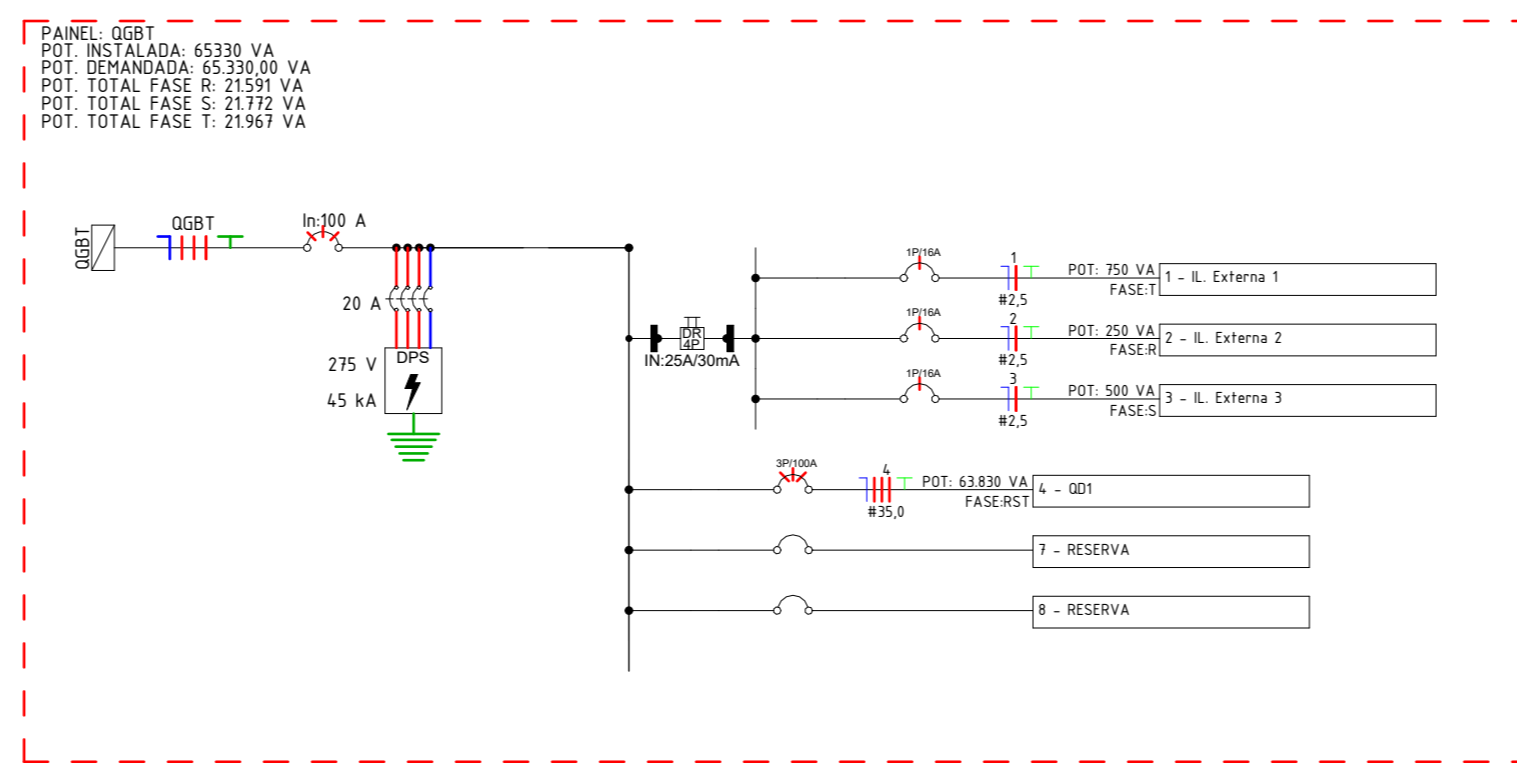 PAINEL: QGBT
POT. INSTALADA: 65330 VA
POT. DEMANDADA: 65.330,00 VA
POT. TOTAL FASE R: 21.591 VA
POT. TOTAL FASE S: 21.772 VA
POT. TOTAL FASE T: 21.967 VA
QGBT
QGBT
In:100 A
20 A
275 V
45 kA
DPS
DR
4P
IN:25A/30mA
1P/16A
1
#2,5
POT: 750 VA
FASE:T
1 - IL. Externa 1
1P/16A
2
#2,5
POT: 250 VA
FASE:R
2 - IL. Externa 2
1P/16A
3
#2,5
POT: 500 VA
FASE:S
3 - IL. Externa 3
3P/100A
4
#35,0
POT: 63.830 VA
FASE:RST
4 - QD1
7 - RESERVA
8 - RESERVA